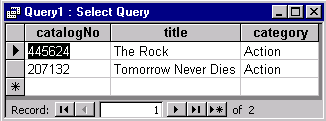 Query1 : Select Query
catalogNo title category
445624 The Rock Action
207132 Tomorrow Never Dies Action
Record: 1 of 2